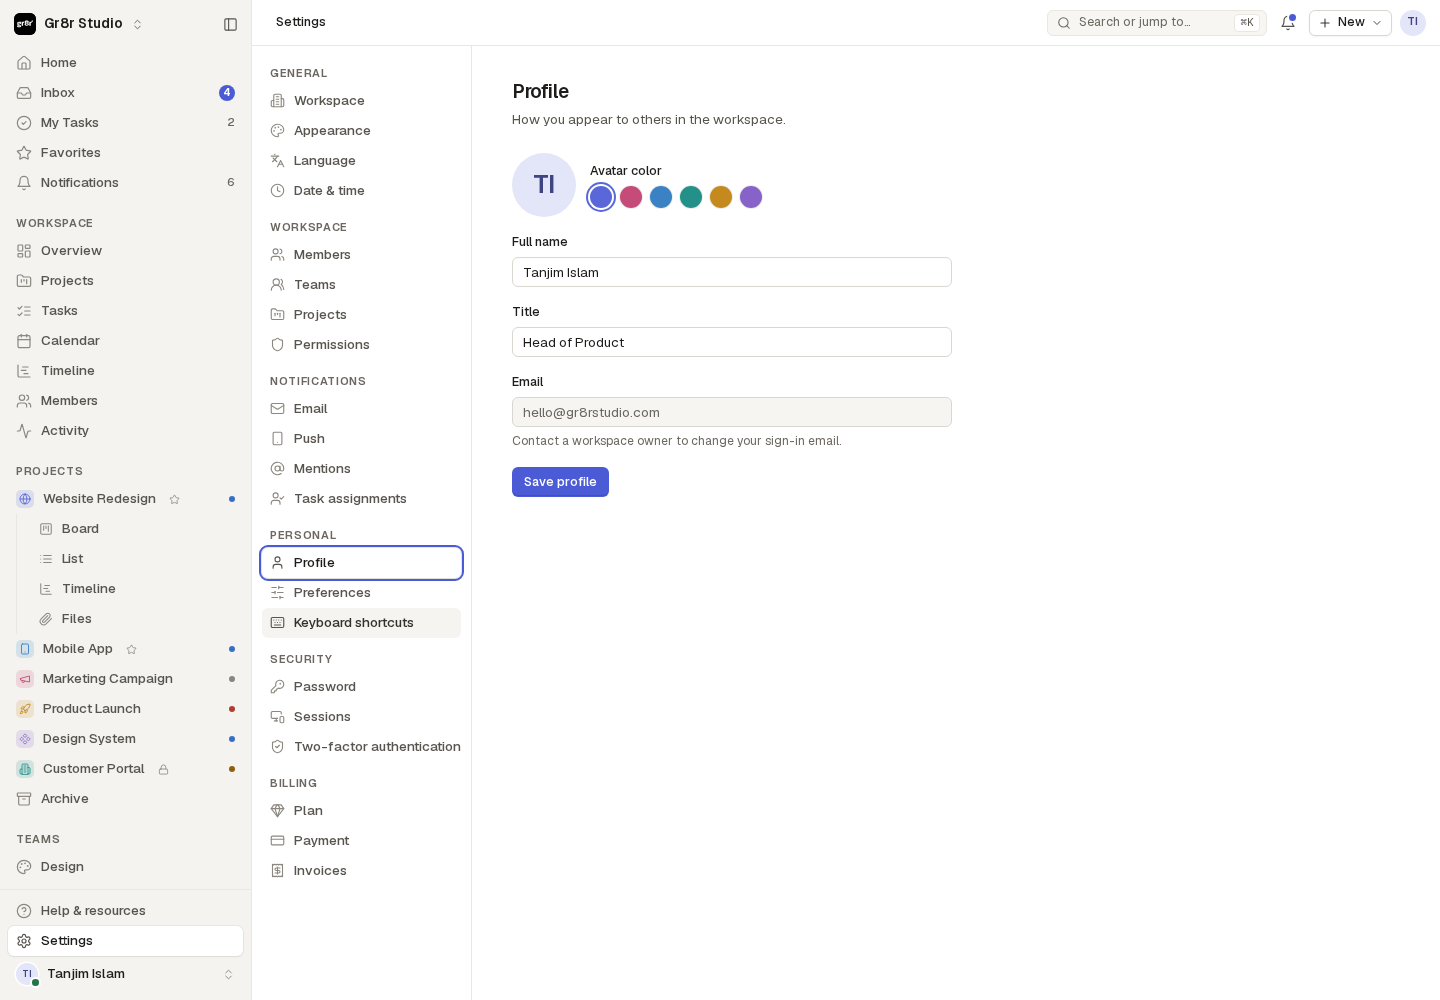 gr8r
Gr8r Studio
Home
Inbox
4
My Tasks
2
Favorites
Notifications
6
WORKSPACE
Overview
Projects
Tasks
Calendar
Timeline
Members
Activity
PROJECTS
Website Redesign
Board
List
Timeline
Files
Mobile App
Marketing Campaign
Product Launch
Design System
Customer Portal
Archive
TEAMS
Design
Help & resources
Settings
TI
Tanjim Islam
Settings
Search or jump to…
⌘K
New
TI
GENERAL
Workspace
Appearance
Language
Date & time
WORKSPACE
Members
Teams
Projects
Permissions
NOTIFICATIONS
Email
Push
Mentions
Task assignments
PERSONAL
Profile
Preferences
Keyboard shortcuts
SECURITY
Password
Sessions
Two-factor authentication
BILLING
Plan
Payment
Invoices
Profile
How you appear to others in the workspace.
TI
Avatar color
Full name
Tanjim Islam
Title
Head of Product
Email
hello@gr8rstudio.com
Contact a workspace owner to change your sign-in email.
Save profile